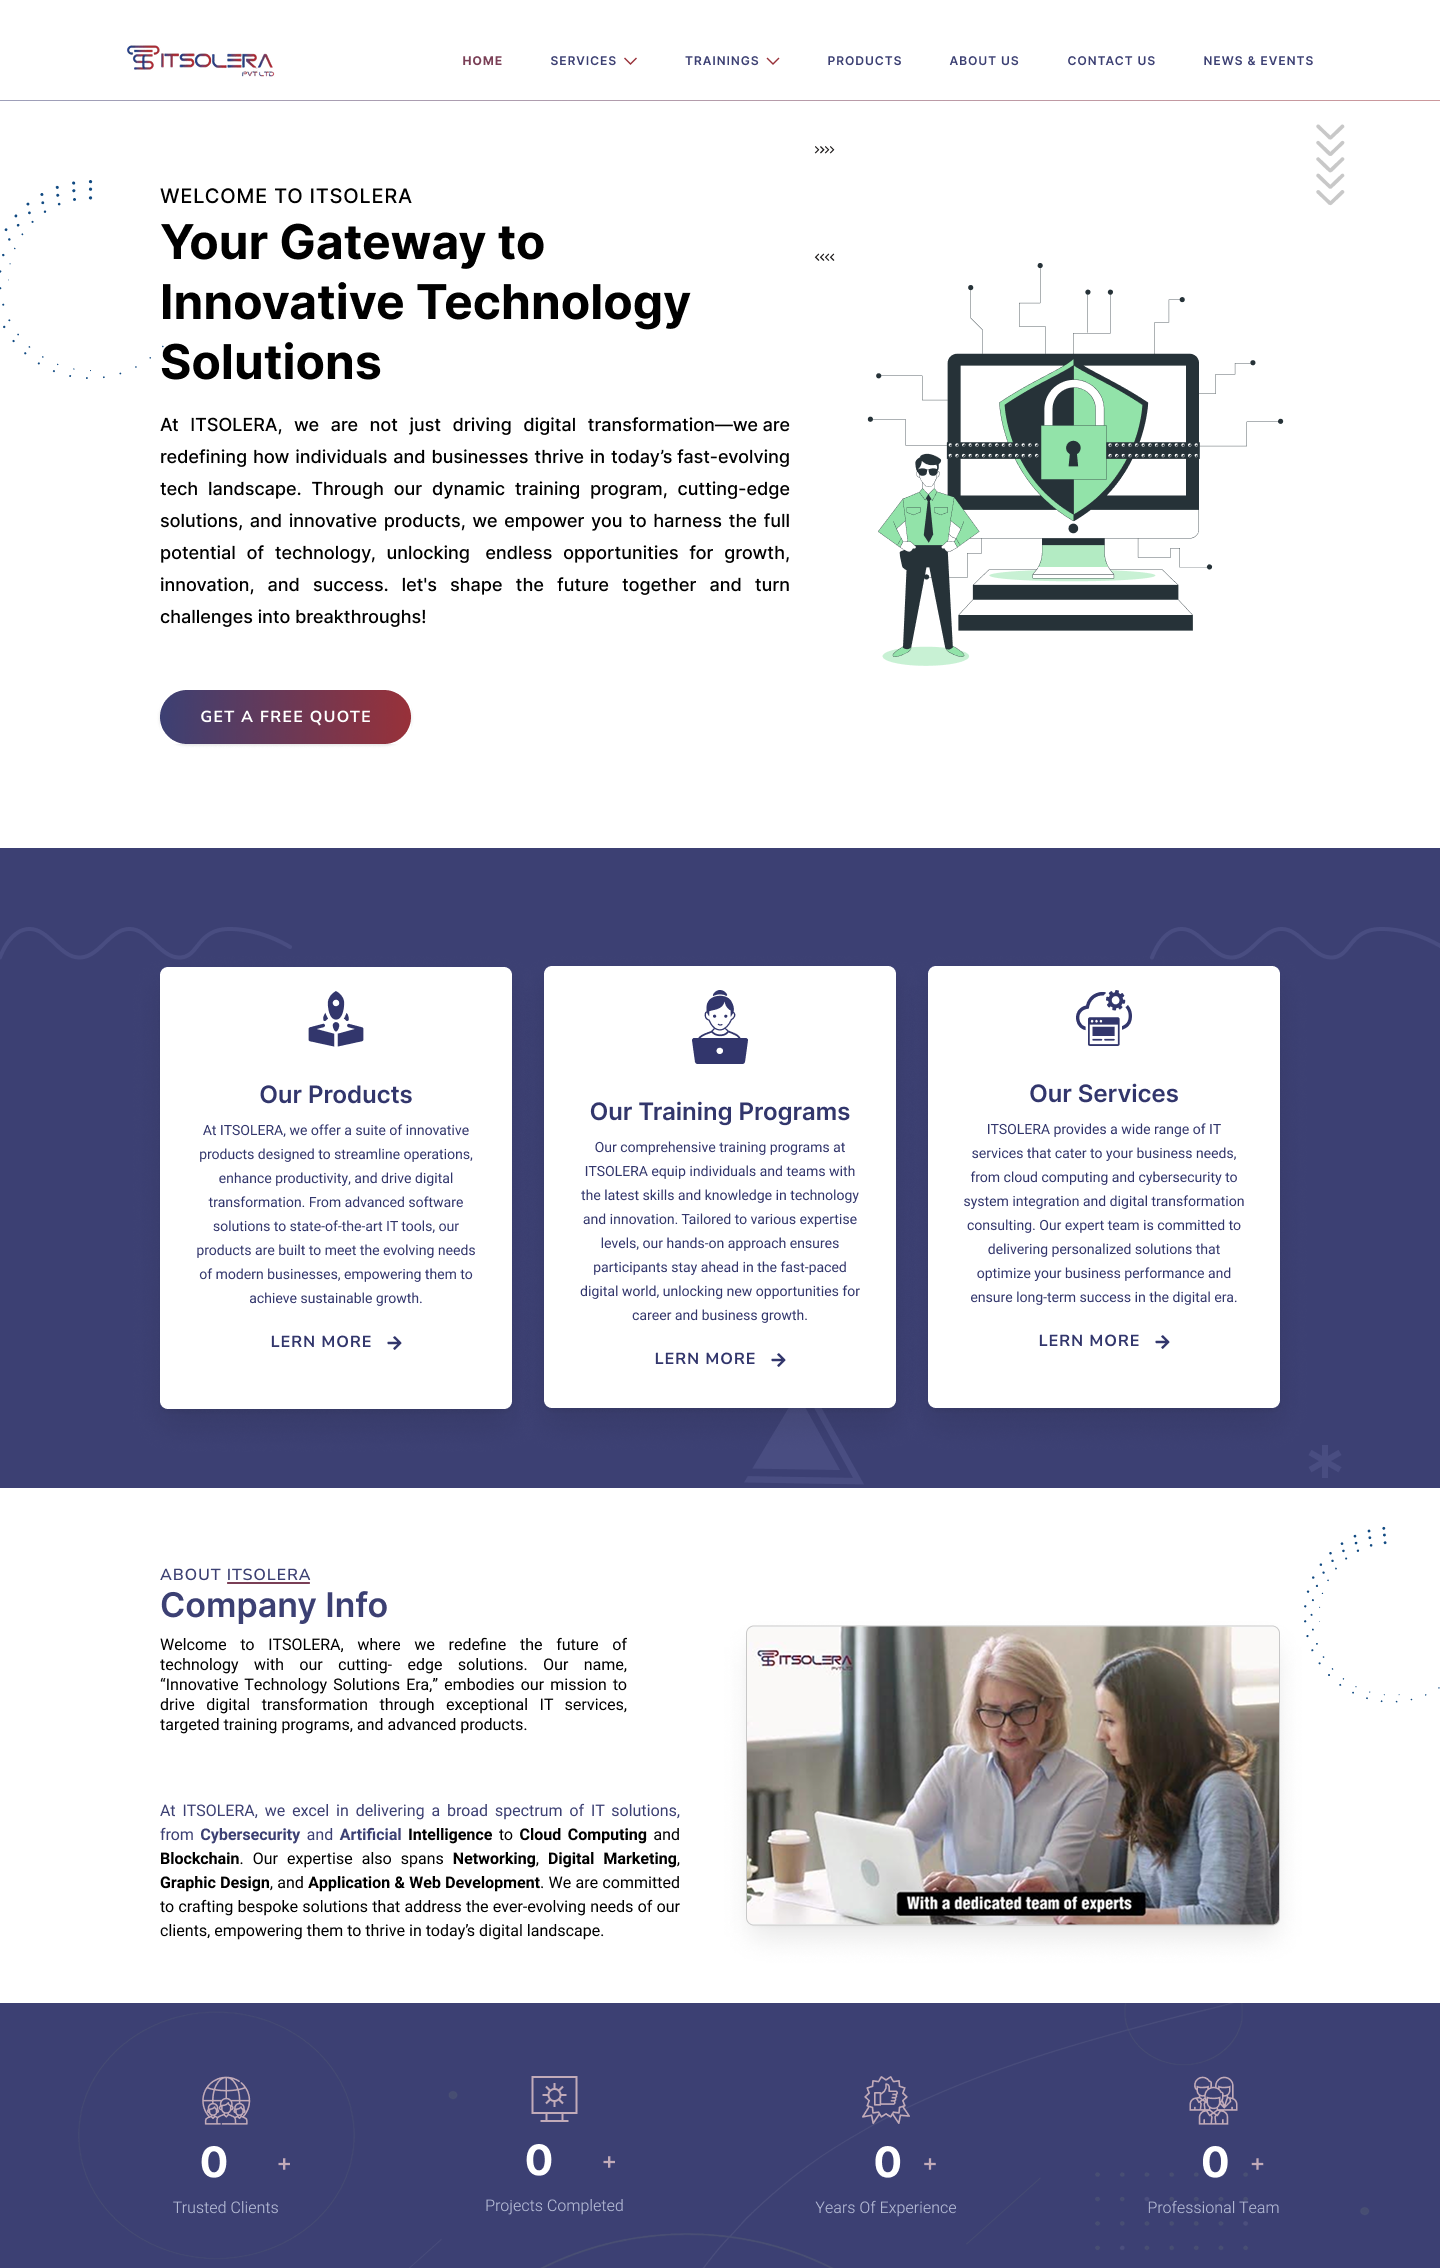 ITSOLERA
PVT LTD
HOME SERVICES TRAININGS PRODUCTS ABOUT US CONTACT US NEWS & EVENTS
WELCOME TO ITSOLERA
Your Gateway to
Innovative Technology
Solutions
At ITSOLERA, we are not just driving digital transformation—we are
redefining how individuals and businesses thrive in today’s fast-evolving
tech landscape. Through our dynamic training program, cutting-edge
solutions, and innovative products, we empower you to harness the full
potential of technology, unlocking endless opportunities for growth,
innovation, and success. let's shape the future together and turn
challenges into breakthroughs!
GET A FREE QUOTE
Our Products
At ITSOLERA, we offer a suite of innovative
products designed to streamline operations,
enhance productivity, and drive digital
transformation. From advanced software
solutions to state-of-the-art IT tools, our
products are built to meet the evolving needs
of modern businesses, empowering them to
achieve sustainable growth.
LERN MORE
Our Training Programs
Our comprehensive training programs at
ITSOLERA equip individuals and teams with
the latest skills and knowledge in technology
and innovation. Tailored to various expertise
levels, our hands-on approach ensures
participants stay ahead in the fast-paced
digital world, unlocking new opportunities for
career and business growth.
LERN MORE
Our Services
ITSOLERA provides a wide range of IT
services that cater to your business needs,
from cloud computing and cybersecurity to
system integration and digital transformation
consulting. Our expert team is committed to
delivering personalized solutions that
optimize your business performance and
ensure long-term success in the digital era.
LERN MORE
ABOUT ITSOLERA
Company Info
Welcome to ITSOLERA, where we redefine the future of
technology with our cutting- edge solutions. Our name,
“Innovative Technology Solutions Era,” embodies our mission to
drive digital transformation through exceptional IT services,
targeted training programs, and advanced products.
At ITSOLERA, we excel in delivering a broad spectrum of IT solutions,
from Cybersecurity and Artificial Intelligence to Cloud Computing and
Blockchain. Our expertise also spans Networking, Digital Marketing,
Graphic Design, and Application & Web Development. We are committed
to crafting bespoke solutions that address the ever-evolving needs of our
clients, empowering them to thrive in today’s digital landscape.
ITSOLERA
PVT LTD
With a dedicated team of experts
0 +
Trusted Clients
0 +
Projects Completed
0 +
Years Of Experience
0 +
Professional Team